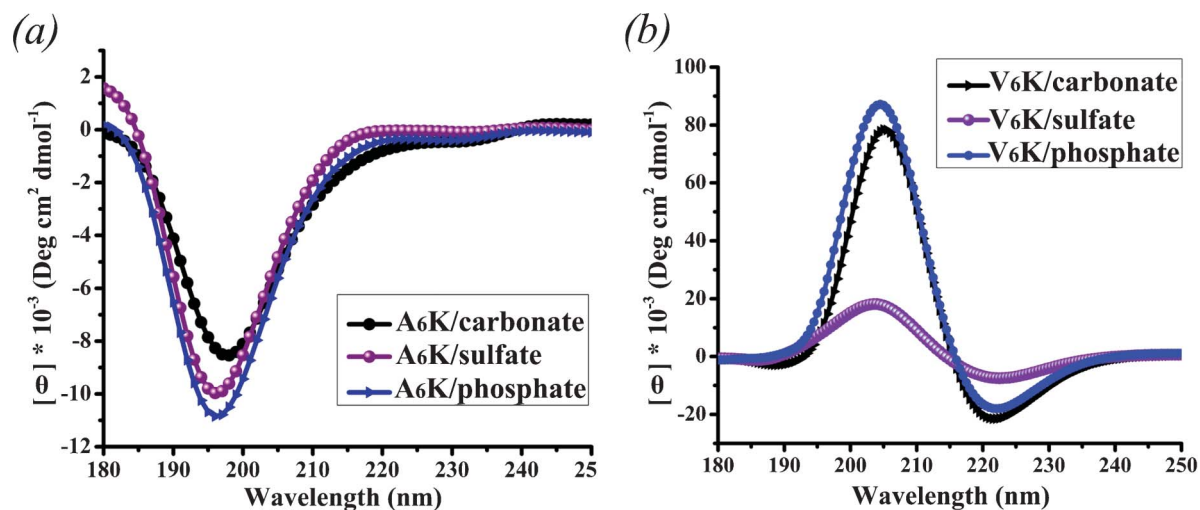 (a)
[θ] * 10⁻³ (Deg cm² dmol⁻¹)
2
0
-2
-4
-6
-8
-10
-12
A₆K/carbonate
A₆K/sulfate
A₆K/phosphate
180 190 200 210 220 230 240 25
Wavelength (nm)
(b)
[θ] * 10⁻³ (Deg cm² dmol⁻¹)
100
80
60
40
20
0
-20
V₆K/carbonate
V₆K/sulfate
V₆K/phosphate
180 190 200 210 220 230 240 250
Wavelength (nm)